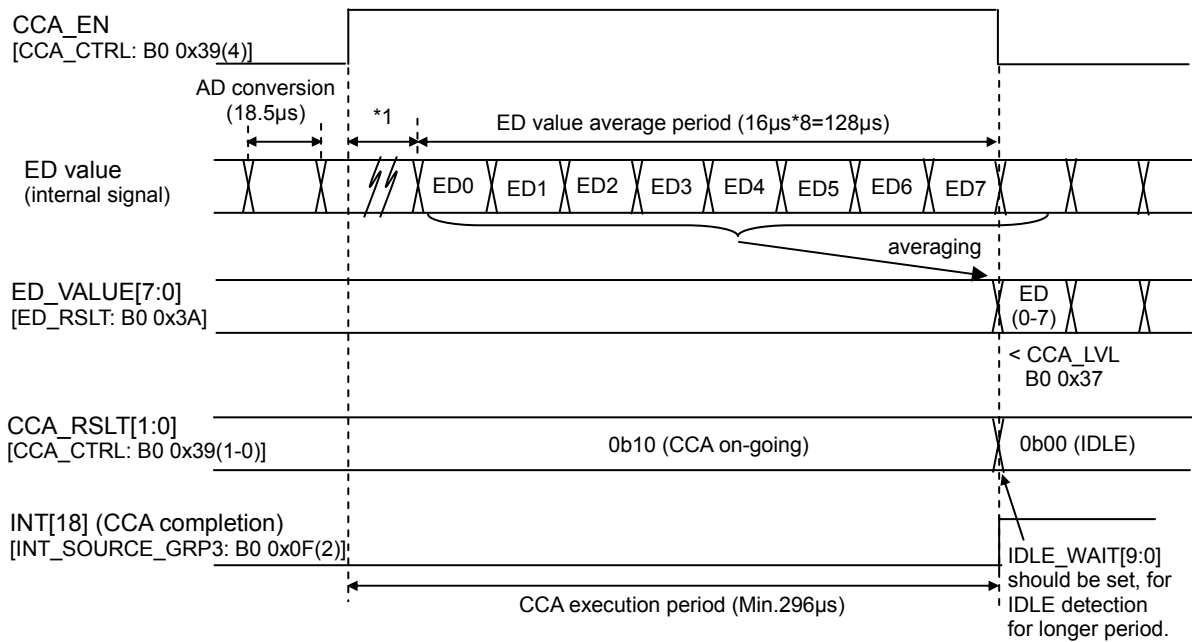 CCA_EN
[CCA_CTRL: B0 0x39(4)]
AD conversion
(18.5µs)
*1
ED value average period (16µs*8=128µs)
ED value
(internal signal)
ED0
ED1
ED2
ED3
ED4
ED5
ED6
ED7
averaging
ED_VALUE[7:0]
[ED_RSLT: B0 0x3A]
ED
(0-7)
< CCA_LVL
B0 0x37
CCA_RSLT[1:0]
[CCA_CTRL: B0 0x39(1-0)]
0b10 (CCA on-going)
0b00 (IDLE)
INT[18] (CCA completion)
[INT_SOURCE_GRP3: B0 0x0F(2)]
CCA execution period (Min.296µs)
IDLE_WAIT[9:0]
should be set, for
IDLE detection
for longer period.